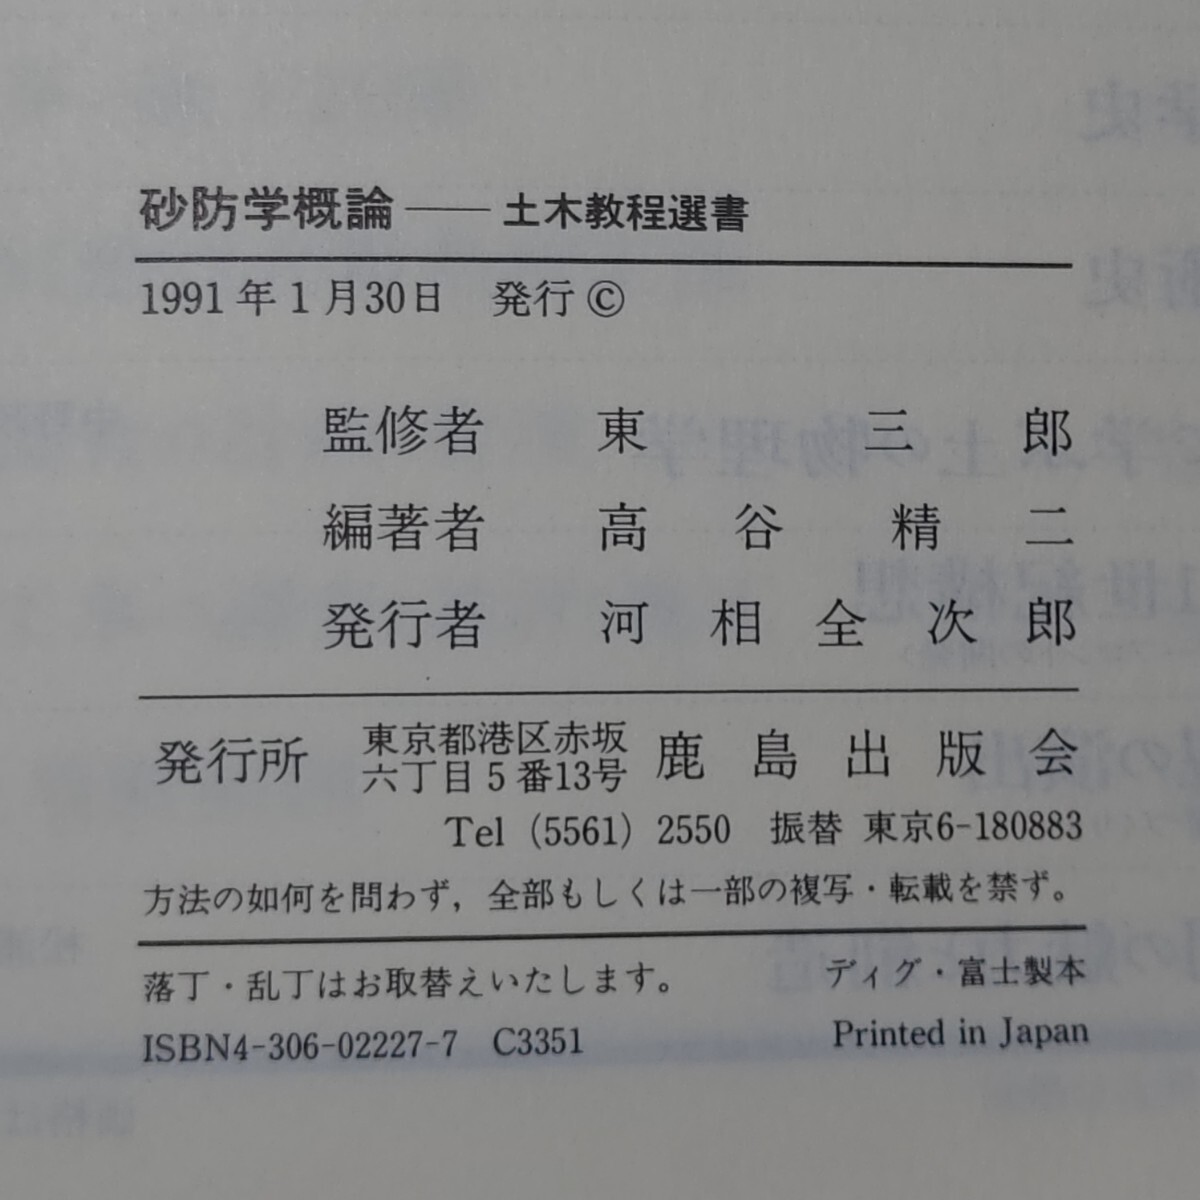 砂防学概論——土木教程選書
1991年1月30日　発行©
監修者　東三郎
編著者　高谷精二
発行者　河相全次郎
発行所　東京都港区赤坂六丁目5番13号　鹿島出版会
Tel (5561) 2550　振替 東京6-180883
方法の如何を問わず，全部もしくは一部の複写・転載を禁ず。
落丁・乱丁はお取替えいたします。　ディグ・富士製本
ISBN4-306-02227-7　C3351　Printed in Japan